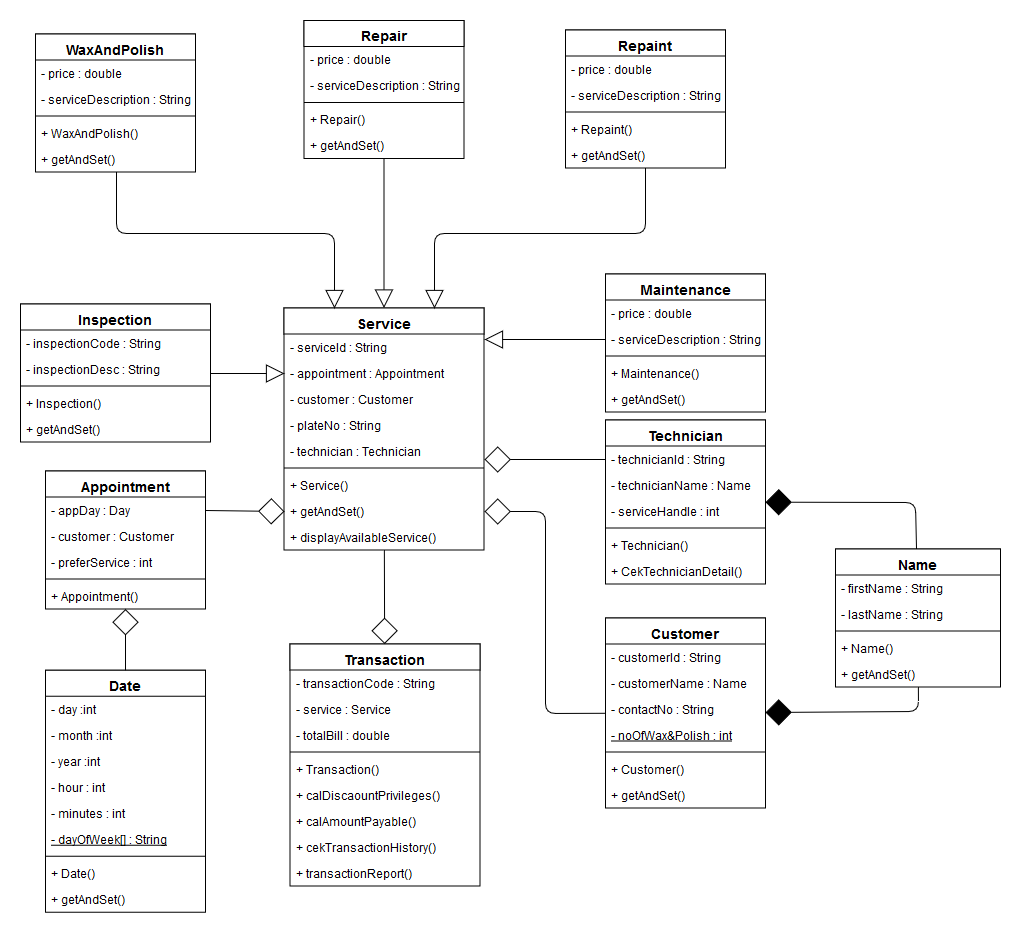 WaxAndPolish
- price : double
- serviceDescription : String
+ WaxAndPolish()
+ getAndSet()
Repair
- price : double
- serviceDescription : String
+ Repair()
+ getAndSet()
Repaint
- price : double
- serviceDescription : String
+ Repaint()
+ getAndSet()
Inspection
- inspectionCode : String
- inspectionDesc : String
+ Inspection()
+ getAndSet()
Service
- serviceId : String
- appointment : Appointment
- customer : Customer
- plateNo : String
- technician : Technician
+ Service()
+ getAndSet()
+ displayAvailableService()
Maintenance
- price : double
- serviceDescription : String
+ Maintenance()
+ getAndSet()
Technician
- technicianId : String
- technicianName : Name
- serviceHandle : int
+ Technician()
+ CekTechnicianDetail()
Appointment
- appDay : Day
- customer : Customer
- preferService : int
+ Appointment()
Name
- firstName : String
- lastName : String
+ Name()
+ getAndSet()
Customer
- customerId : String
- customerName : Name
- contactNo : String
- noOfWax&Polish : int
+ Customer()
+ getAndSet()
Transaction
- transactionCode : String
- service : Service
- totalBill : double
+ Transaction()
+ calDiscaountPrivileges()
+ calAmountPayable()
+ cekTransactionHistory()
+ transactionReport()
Date
- day :int
- month :int
- year :int
- hour : int
- minutes : int
- dayOfWeek[] : String
+ Date()
+ getAndSet()